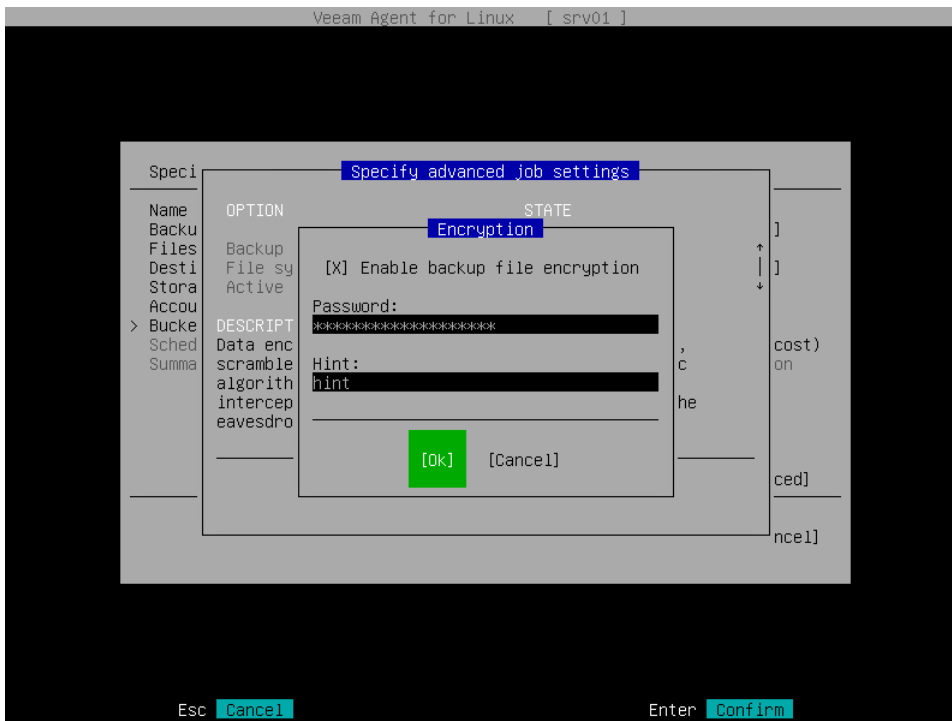 Veeam Agent for Linux [ srv01 ]
Speci
Specify advanced job settings
Name OPTION STATE
Backu Encryption ]
Files Backup
[X] Enable backup file encryption
Desti File sy ]
Stora Active
Accou Password:
> Bucke DESCRIPT *******************
Sched Data enc , cost)
Summa scramble Hint: c on
algorith hint
intercep he
eavesdro
[Ok] [Cancel]
ced]
ncel]
Esc Cancel Enter Confirm